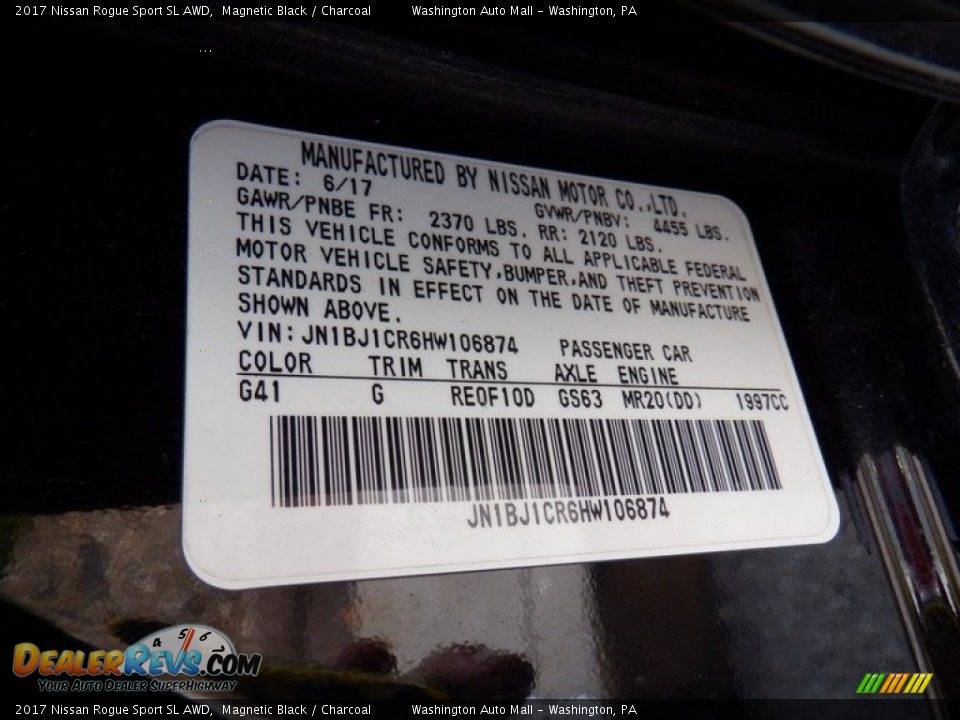 2017 Nissan Rogue Sport SL AWD, Magnetic Black / Charcoal Washington Auto Mall - Washington, PA
MANUFACTURED BY NISSAN MOTOR CO.,LTD.
DATE: 6/17 GVWR/PNBV: 4455 LBS.
GAWR/PNBE FR: 2370 LBS. RR: 2120 LBS.
THIS VEHICLE CONFORMS TO ALL APPLICABLE FEDERAL
MOTOR VEHICLE SAFETY,BUMPER,AND THEFT PREVENTION
STANDARDS IN EFFECT ON THE DATE OF MANUFACTURE
SHOWN ABOVE.
VIN:JN1BJ1CR6HW106874 PASSENGER CAR
COLOR TRIM TRANS AXLE ENGINE
G41 G RE0F10D GS63 MR20(DD) 1997CC
JN1BJ1CR6HW106874
4 5 6
DEALERREVS.COM
Your Auto Dealer SuperHighway
2017 Nissan Rogue Sport SL AWD, Magnetic Black / Charcoal Washington Auto Mall - Washington, PA